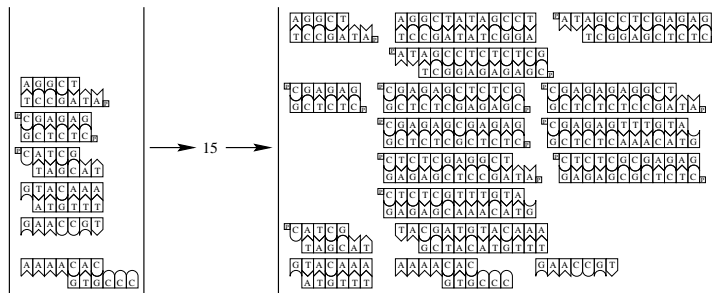 AGGCT
TCCGATA P
P CGAGAG
GCTCTC P
P CATCG
TAGCAT
GTACAAA
ATGTTT
GAACCGT
AAAACAC
GTGCCC
15
AGGCT AGGCTATAGCCT P ATAGCCTCGAGAG
TCCGATA P TCCGATATCGGA TCGGAGCTCTC
P ATAGCCTCTCTCG
TCGGAGAGAGC P
P CGAGAG P CGAGAGCTCTCG P CGAGAGAGGCT
GCTCTC P GCTCTCGAGAGC P GCTCTCTCCGATA P
P CGAGAGCGAGAG P CGAGAGTTTGTA
GCTCTCGCTCTC P GCTCTCAAACATG
P CTCTCGAGGCT P CTCTCGCGAGAG
GAGAGCTCCGATA P GAGAGCGCTCTC P
P CTCTCGTTTGTA
GAGAGCAAACATG
P CATCG TACGATGTACAAA
TAGCAT GCTACATGTTT
GTACAAA AAAACAC GAACCGT
ATGTTT GTGCCC